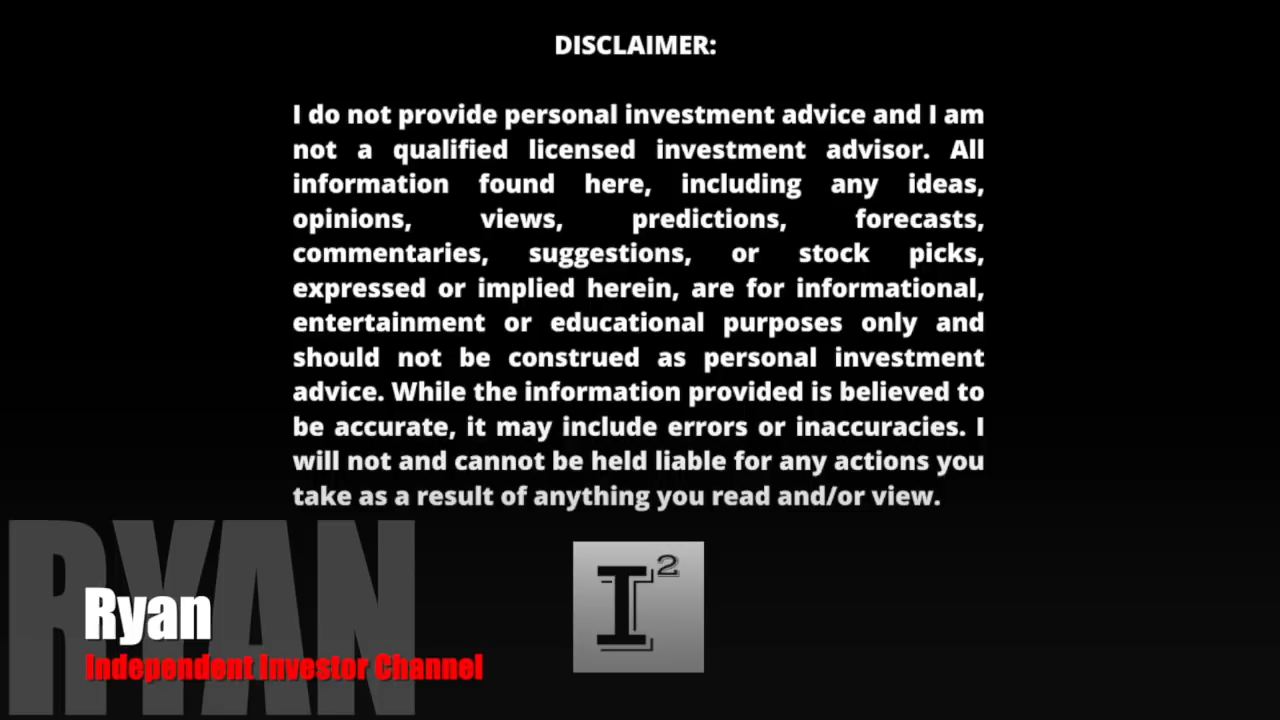 DISCLAIMER:
I do not provide personal investment advice and I am
not a qualified licensed investment advisor. All
information found here, including any ideas,
opinions, views, predictions, forecasts,
commentaries, suggestions, or stock picks,
expressed or implied herein, are for informational,
entertainment or educational purposes only and
should not be construed as personal investment
advice. While the information provided is believed to
be accurate, it may include errors or inaccuracies. I
will not and cannot be held liable for any actions you
take as a result of anything you read and/or view.
RYAN
Ryan
Independent Investor Channel
I²